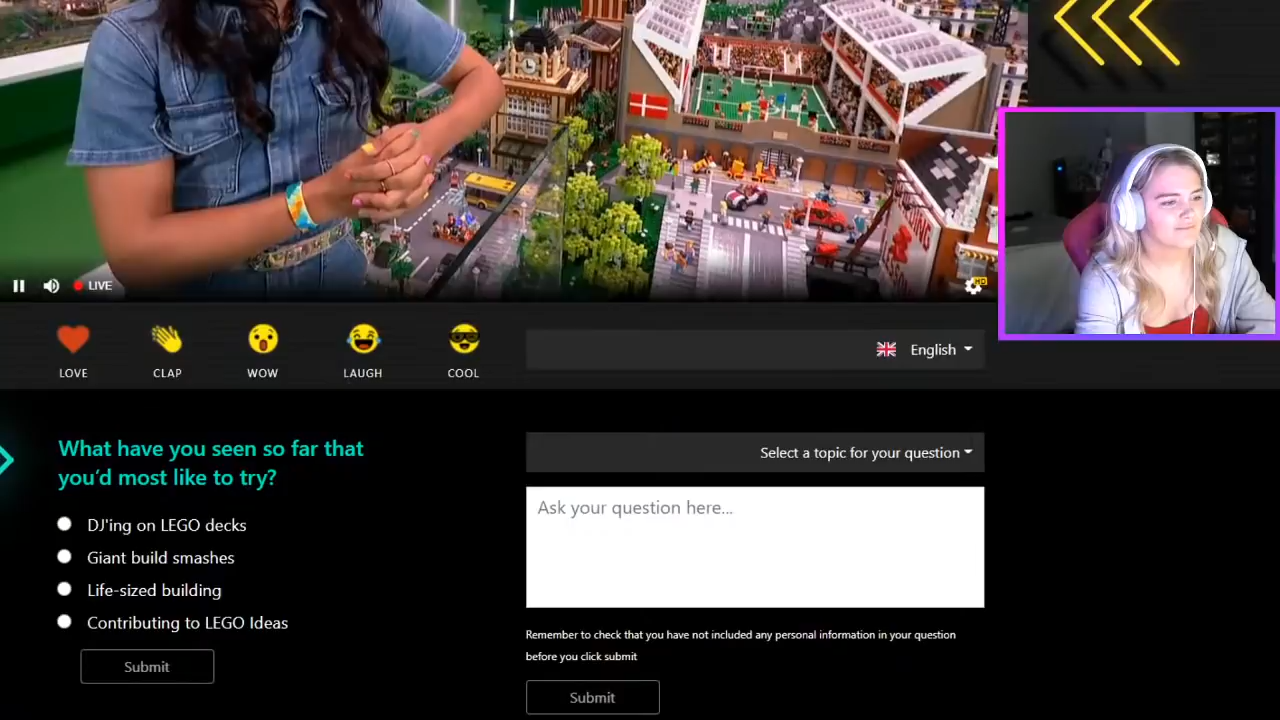 LIVE
HD
LOVE
CLAP
WOW
LAUGH
COOL
English
What have you seen so far that
you’d most like to try?
DJ'ing on LEGO decks
Giant build smashes
Life-sized building
Contributing to LEGO Ideas
Submit
Select a topic for your question
Ask your question here...
Remember to check that you have not included any personal information in your question
before you click submit
Submit